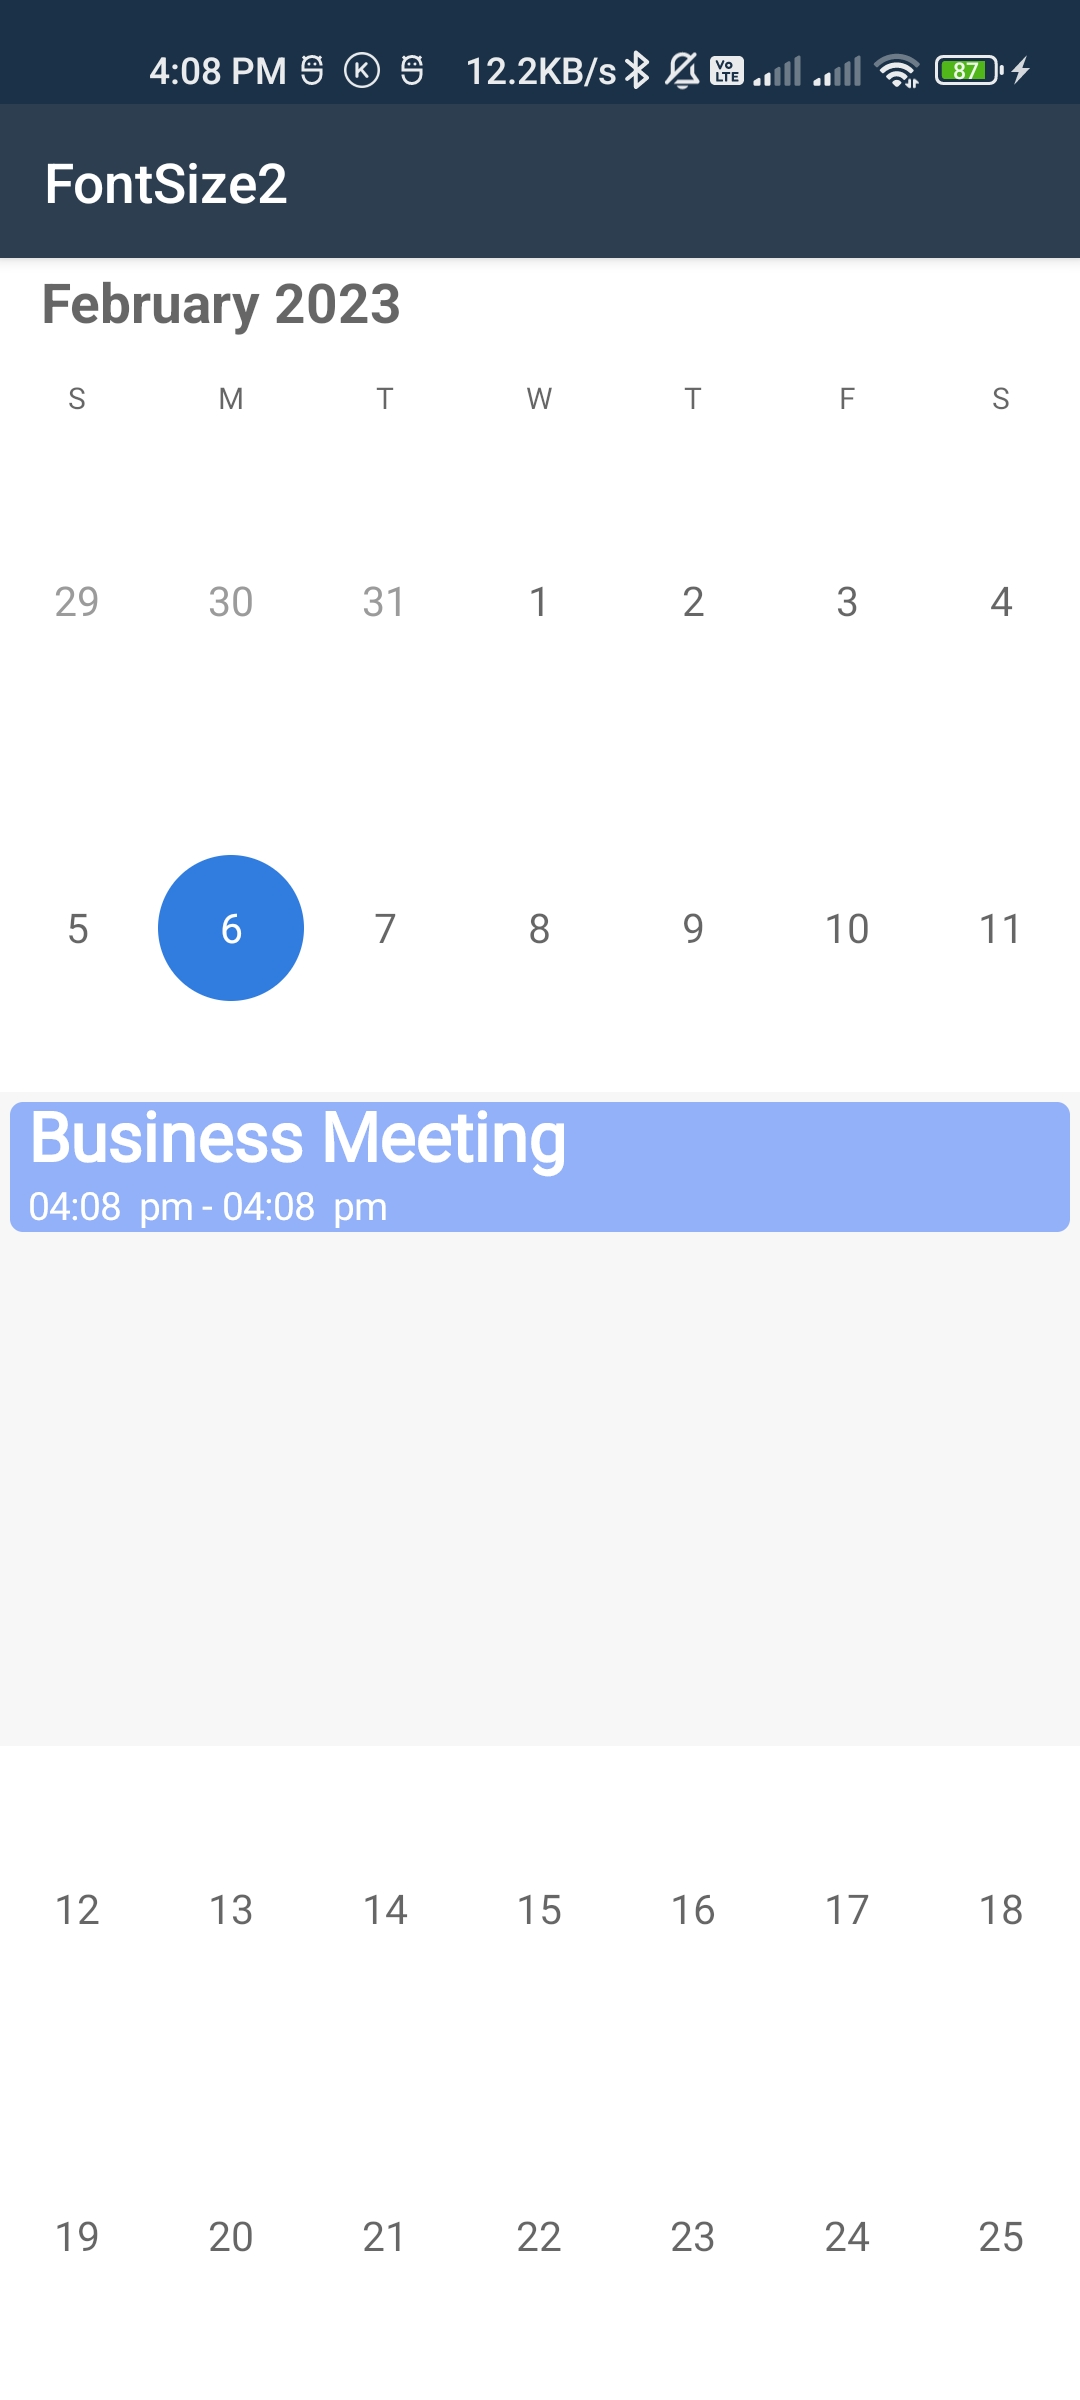 4:08 PM K 12.2KB/s Vo LTE 87
FontSize2
February 2023
S M T W T F S
29 30 31 1 2 3 4
5 6 7 8 9 10 11
Business Meeting
04:08 pm - 04:08 pm
12 13 14 15 16 17 18
19 20 21 22 23 24 25